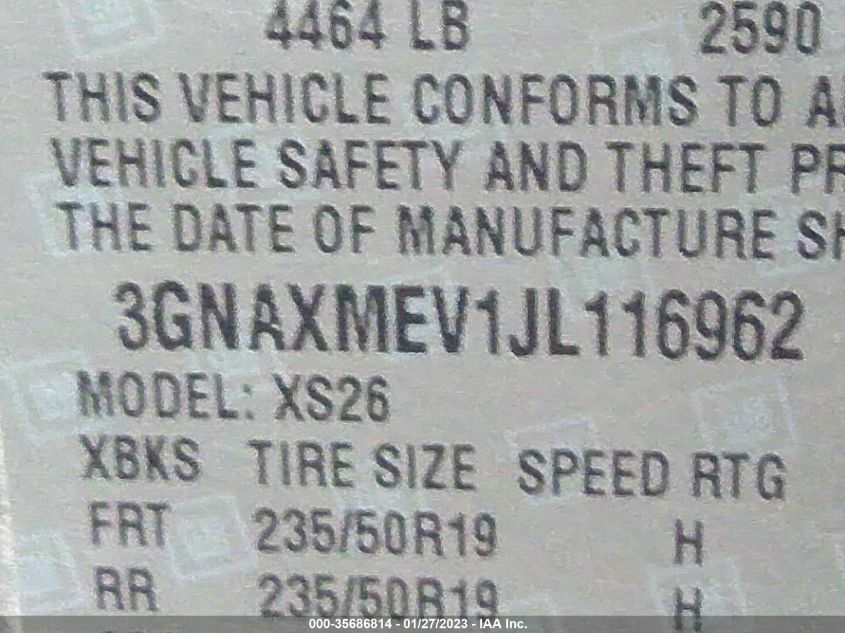 4464 LB 2590
THIS VEHICLE CONFORMS TO A
VEHICLE SAFETY AND THEFT PR
THE DATE OF MANUFACTURE SH
3GNAXMEV1JL116962
MODEL: XS26
XBKS TIRE SIZE SPEED RTG
FRT 235/50R19 H
RR 235/50R19 H
000-35686814 - 01/27/2023 - IAA Inc.